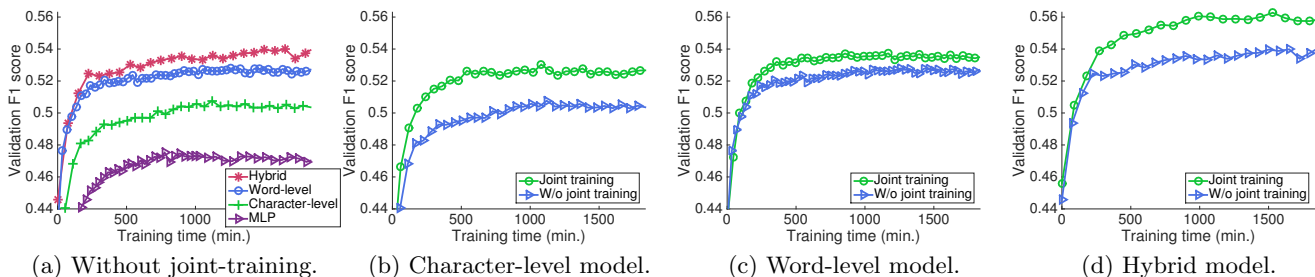 0.56
0.54
0.52
0.5
0.48
0.46
0.44
Validation F1 score
500
1000
Training time (min.)
Hybrid
Word-level
Character-level
MLP
(a) Without joint-training.
0.56
0.54
0.52
0.5
0.48
0.46
0.44
Validation F1 score
500
1000
1500
Training time (min.)
Joint training
W/o joint training
(b) Character-level model.
0.56
0.54
0.52
0.5
0.48
0.46
0.44
Validation F1 score
0
500
1000
1500
Training time (min.)
Joint training
W/o joint training
(c) Word-level model.
0.56
0.54
0.52
0.5
0.48
0.46
0.44
Validation F1 score
0
500
1000
1500
Training time (min.)
Joint training
W/o joint training
(d) Hybrid model.